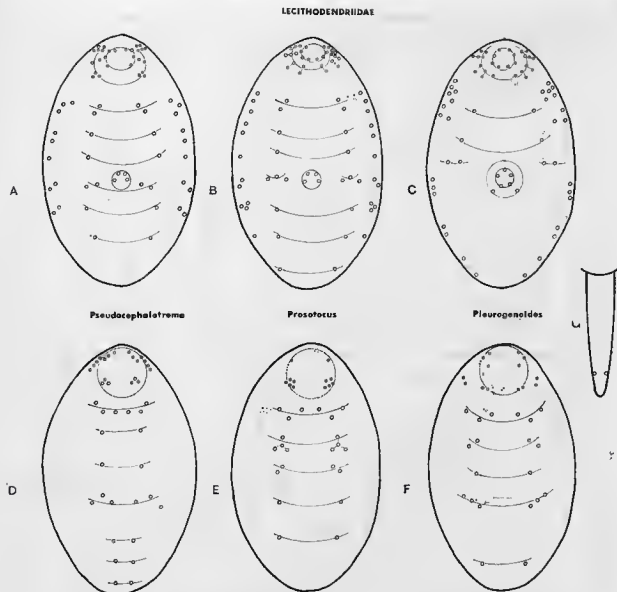 LECITHODENDRIIDAE
A
B
C
Pseudocephalotrema
Prosotocus
Pleurogenoides
G
D
E
F